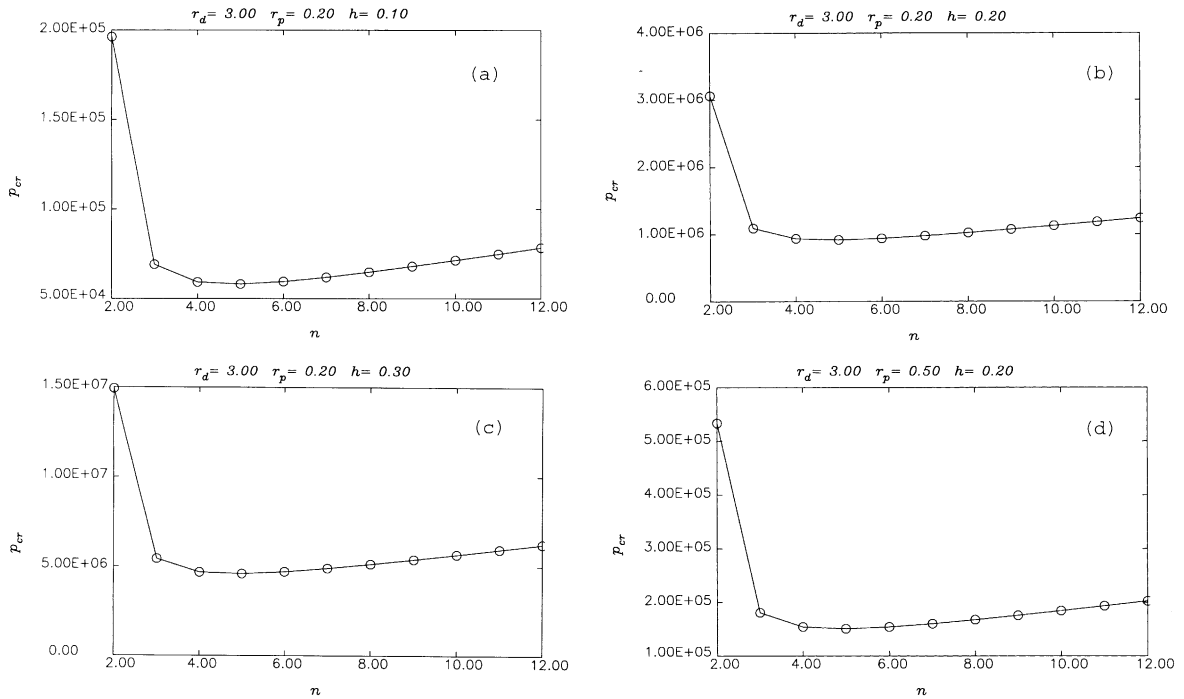 r_d= 3.00 r_p= 0.20 h= 0.10
2.00E+05
1.50E+05
1.00E+05
5.00E+04
p_cr
(a)
2.00 4.00 6.00 8.00 10.00 12.00
n
r_d= 3.00 r_p= 0.20 h= 0.20
4.00E+06
3.00E+06
2.00E+06
1.00E+06
0.00
p_cr
(b)
2.00 4.00 6.00 8.00 10.00 12.00
n
r_d= 3.00 r_p= 0.20 h= 0.30
1.50E+07
1.00E+07
5.00E+06
0.00
p_cr
(c)
2.00 4.00 6.00 8.00 10.00 12.00
n
r_d= 3.00 r_p= 0.50 h= 0.20
6.00E+05
5.00E+05
4.00E+05
3.00E+05
2.00E+05
1.00E+05
p_cr
(d)
2.00 4.00 6.00 8.00 10.00 12.00
n